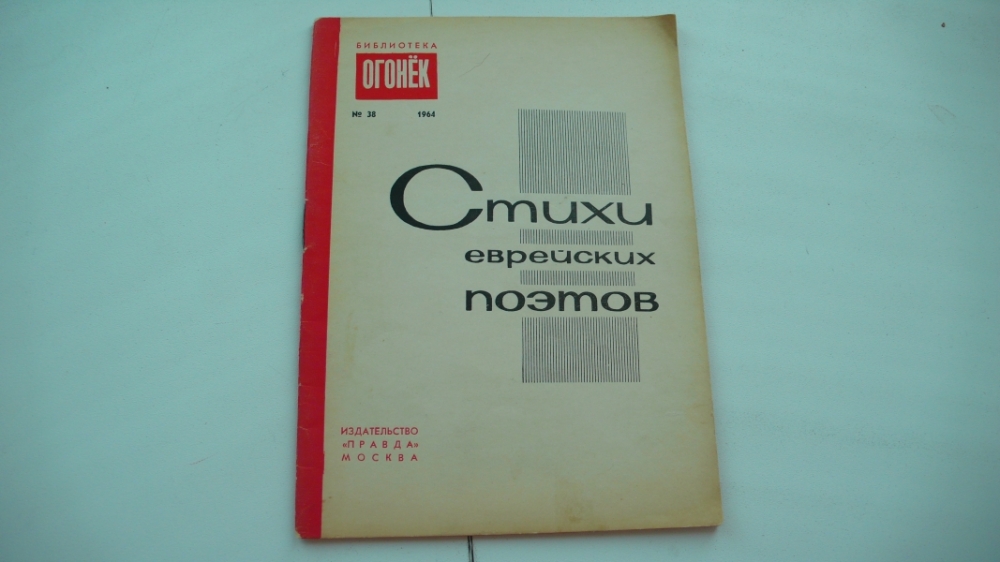 БИБЛИОТЕКА
ОГОНЁК
№ 38 1964
Стихи
еврейских
поэтов
ИЗДАТЕЛЬСТВО
«ПРАВДА»
МОСКВА